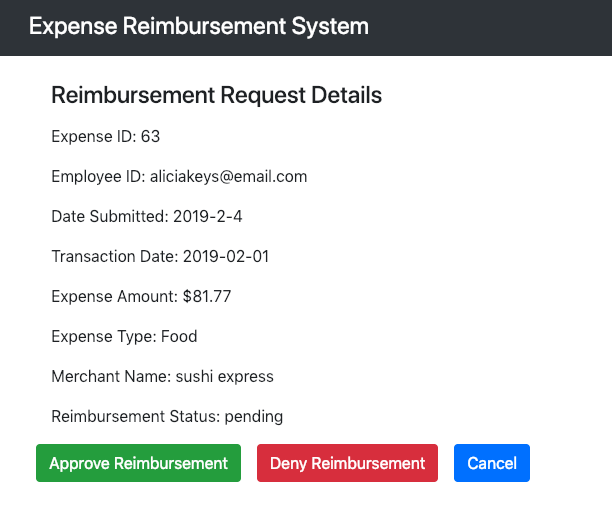 Expense Reimbursement System
Reimbursement Request Details
Expense ID: 63
Employee ID: aliciakeys@email.com
Date Submitted: 2019-2-4
Transaction Date: 2019-02-01
Expense Amount: $81.77
Expense Type: Food
Merchant Name: sushi express
Reimbursement Status: pending
Approve Reimbursement Deny Reimbursement Cancel